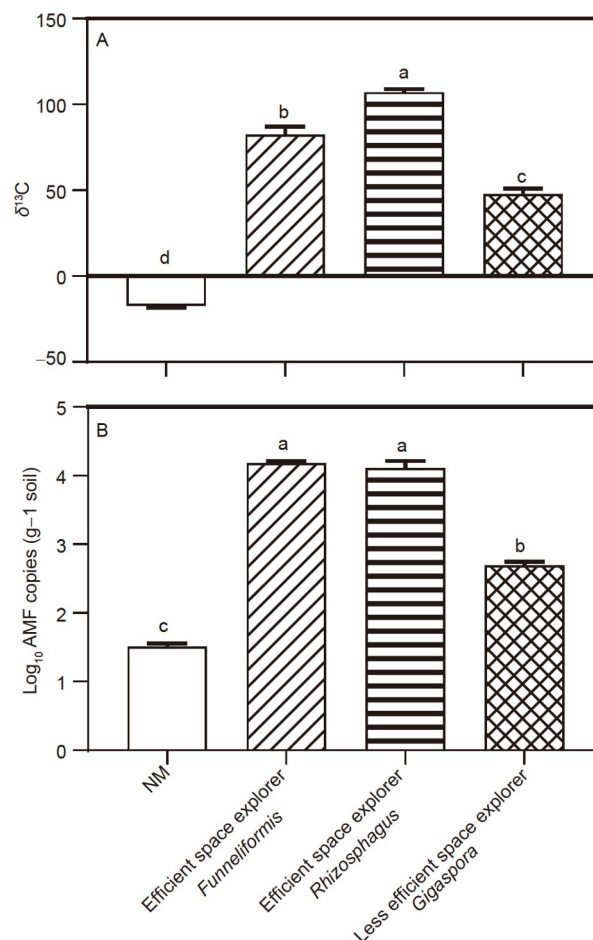 150
A
a
100
b
δ¹³C
50
c
d
0
−50
5
B
a
a
4
Log₁₀ AMF copies (g−1 soil)
3
b
2
c
1
0
NM
Efficient space explorer
Funneliformis
Efficient space explorer
Rhizosphagus
Less efficient space explorer
Gigaspora